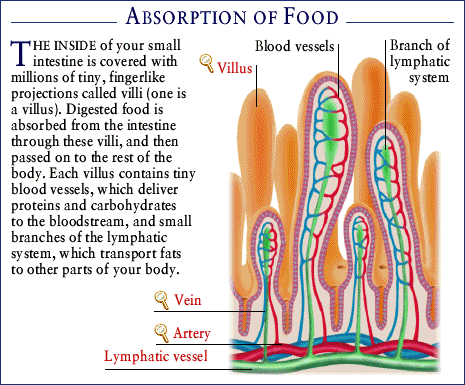 ABSORPTION OF FOOD
THE INSIDE of your small
intestine is covered with
millions of tiny, fingerlike
projections called villi (one is
a villus). Digested food is
absorbed from the intestine
through these villi, and then
passed on to the rest of the
body. Each villus contains tiny
blood vessels, which deliver
proteins and carbohydrates
to the bloodstream, and small
branches of the lymphatic
system, which transport fats
to other parts of your body.
Villus
Blood vessels
Branch of
lymphatic
system
Vein
Artery
Lymphatic vessel